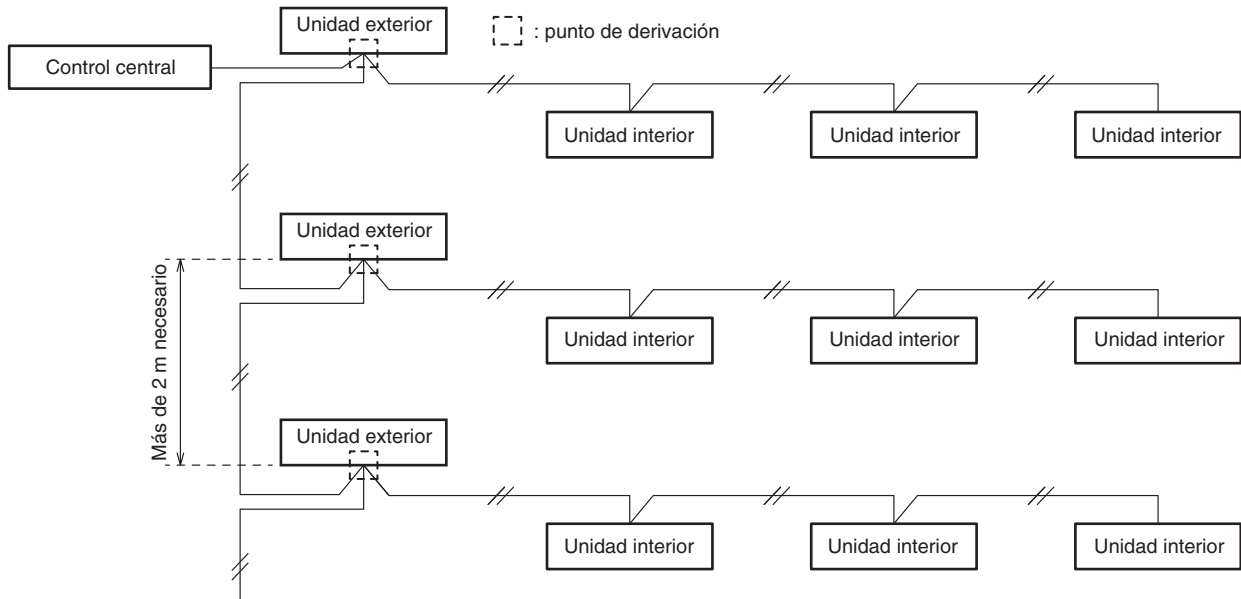 Unidad exterior
: punto de derivación
Control central
Unidad interior
Unidad interior
Unidad interior
Unidad exterior
Más de 2 m necesario
Unidad interior
Unidad interior
Unidad interior
Unidad exterior
Unidad interior
Unidad interior
Unidad interior